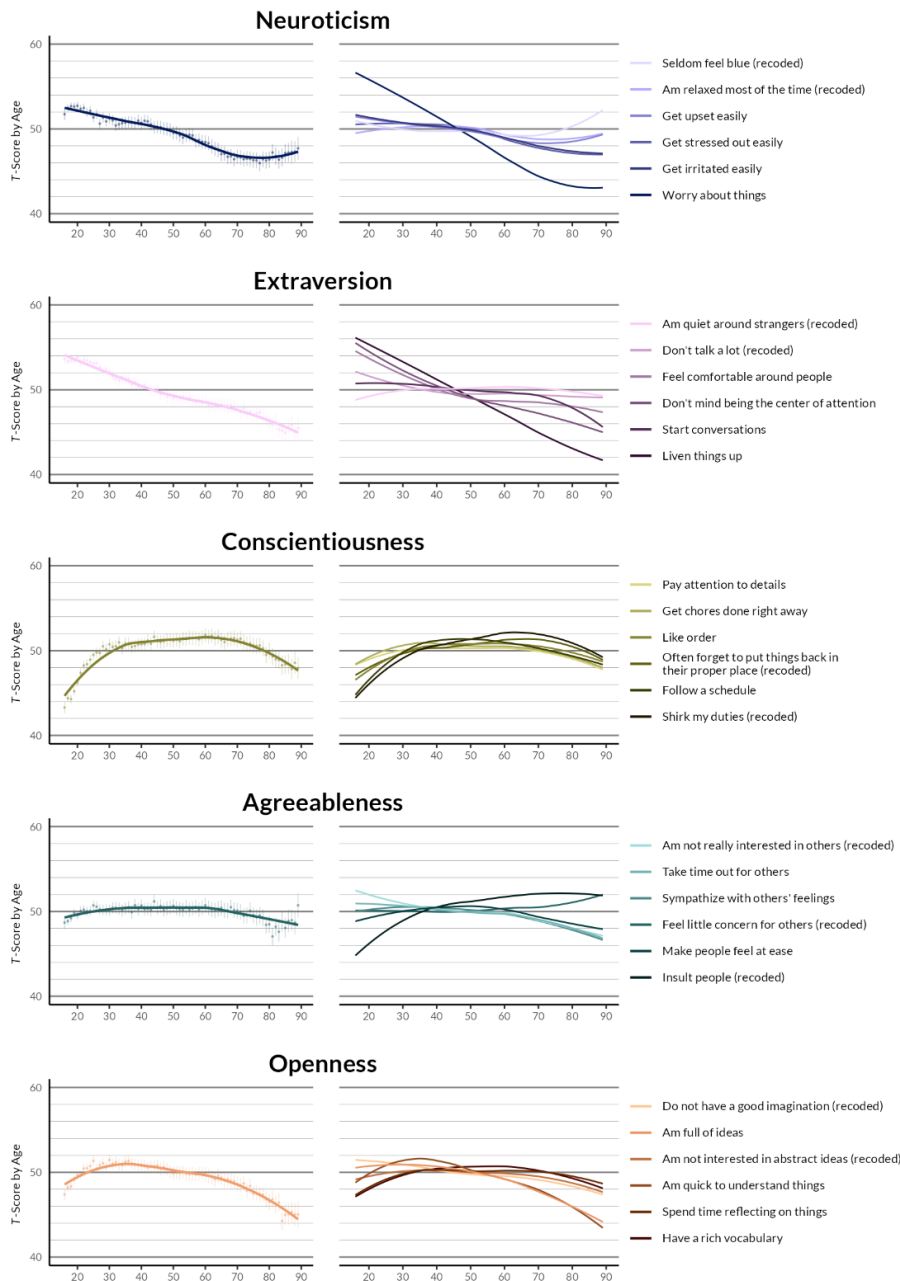 Neuroticism
60
50
40
T-Score by Age
20 30 40 50 60 70 80 90
20 30 40 50 60 70 80 90
Seldom feel blue (recoded)
Am relaxed most of the time (recoded)
Get upset easily
Get stressed out easily
Get irritated easily
Worry about things
Extraversion
60
50
40
T-Score by Age
20 30 40 50 60 70 80 90
20 30 40 50 60 70 80 90
Am quiet around strangers (recoded)
Don't talk a lot (recoded)
Feel comfortable around people
Don't mind being the center of attention
Start conversations
Liven things up
Conscientiousness
60
50
40
T-Score by Age
20 30 40 50 60 70 80 90
20 30 40 50 60 70 80 90
Pay attention to details
Get chores done right away
Like order
Often forget to put things back in
their proper place (recoded)
Follow a schedule
Shirk my duties (recoded)
Agreeableness
60
50
40
T-Score by Age
20 30 40 50 60 70 80 90
20 30 40 50 60 70 80 90
Am not really interested in others (recoded)
Take time out for others
Sympathize with others' feelings
Feel little concern for others (recoded)
Make people feel at ease
Insult people (recoded)
Openness
60
50
40
T-Score by Age
20 30 40 50 60 70 80 90
20 30 40 50 60 70 80 90
Do not have a good imagination (recoded)
Am full of ideas
Am not interested in abstract ideas (recoded)
Am quick to understand things
Spend time reflecting on things
Have a rich vocabulary